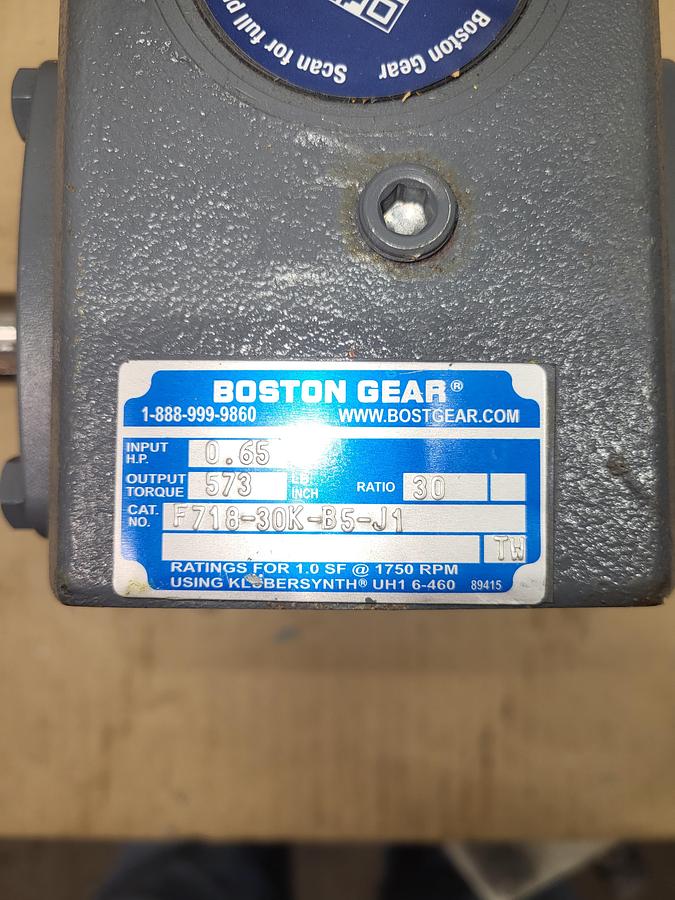 Scan for full
Boston Gear
BOSTON GEAR®
1-888-999-9860 WWW.BOSTGEAR.COM
INPUT H.P. 0.65
OUTPUT TORQUE 573 LB INCH RATIO 30
CAT. NO. F718-30K-B5-J1
TW
RATINGS FOR 1.0 SF @ 1750 RPM
USING KLÜBERSYNTH® UH1 6-460 89415